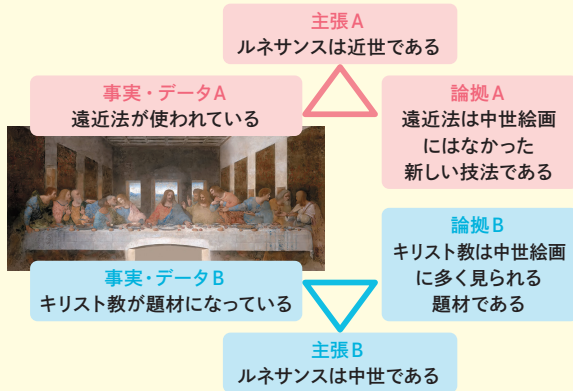 主張A
ルネサンスは近世である
事実・データA
遠近法が使われている
論拠A
遠近法は中世絵画
にはなかった
新しい技法である
論拠B
キリスト教は中世絵画
に多く見られる
題材である
事実・データB
キリスト教が題材になっている
主張B
ルネサンスは中世である